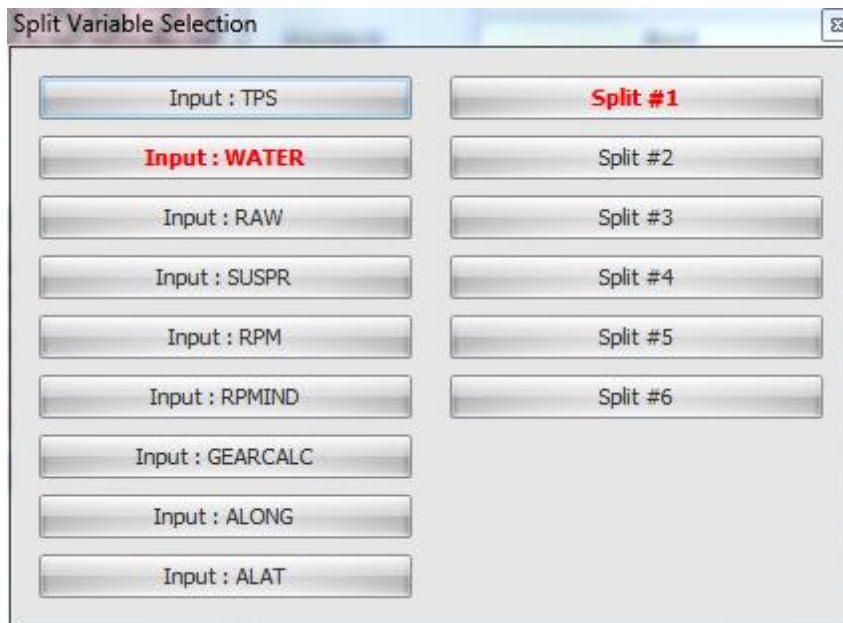 Split Variable Selection
Input : TPS
Input : WATER
Input : RAW
Input : SUSPR
Input : RPM
Input : RPMIND
Input : GEARCALC
Input : ALONG
Input : ALAT
Split #1
Split #2
Split #3
Split #4
Split #5
Split #6